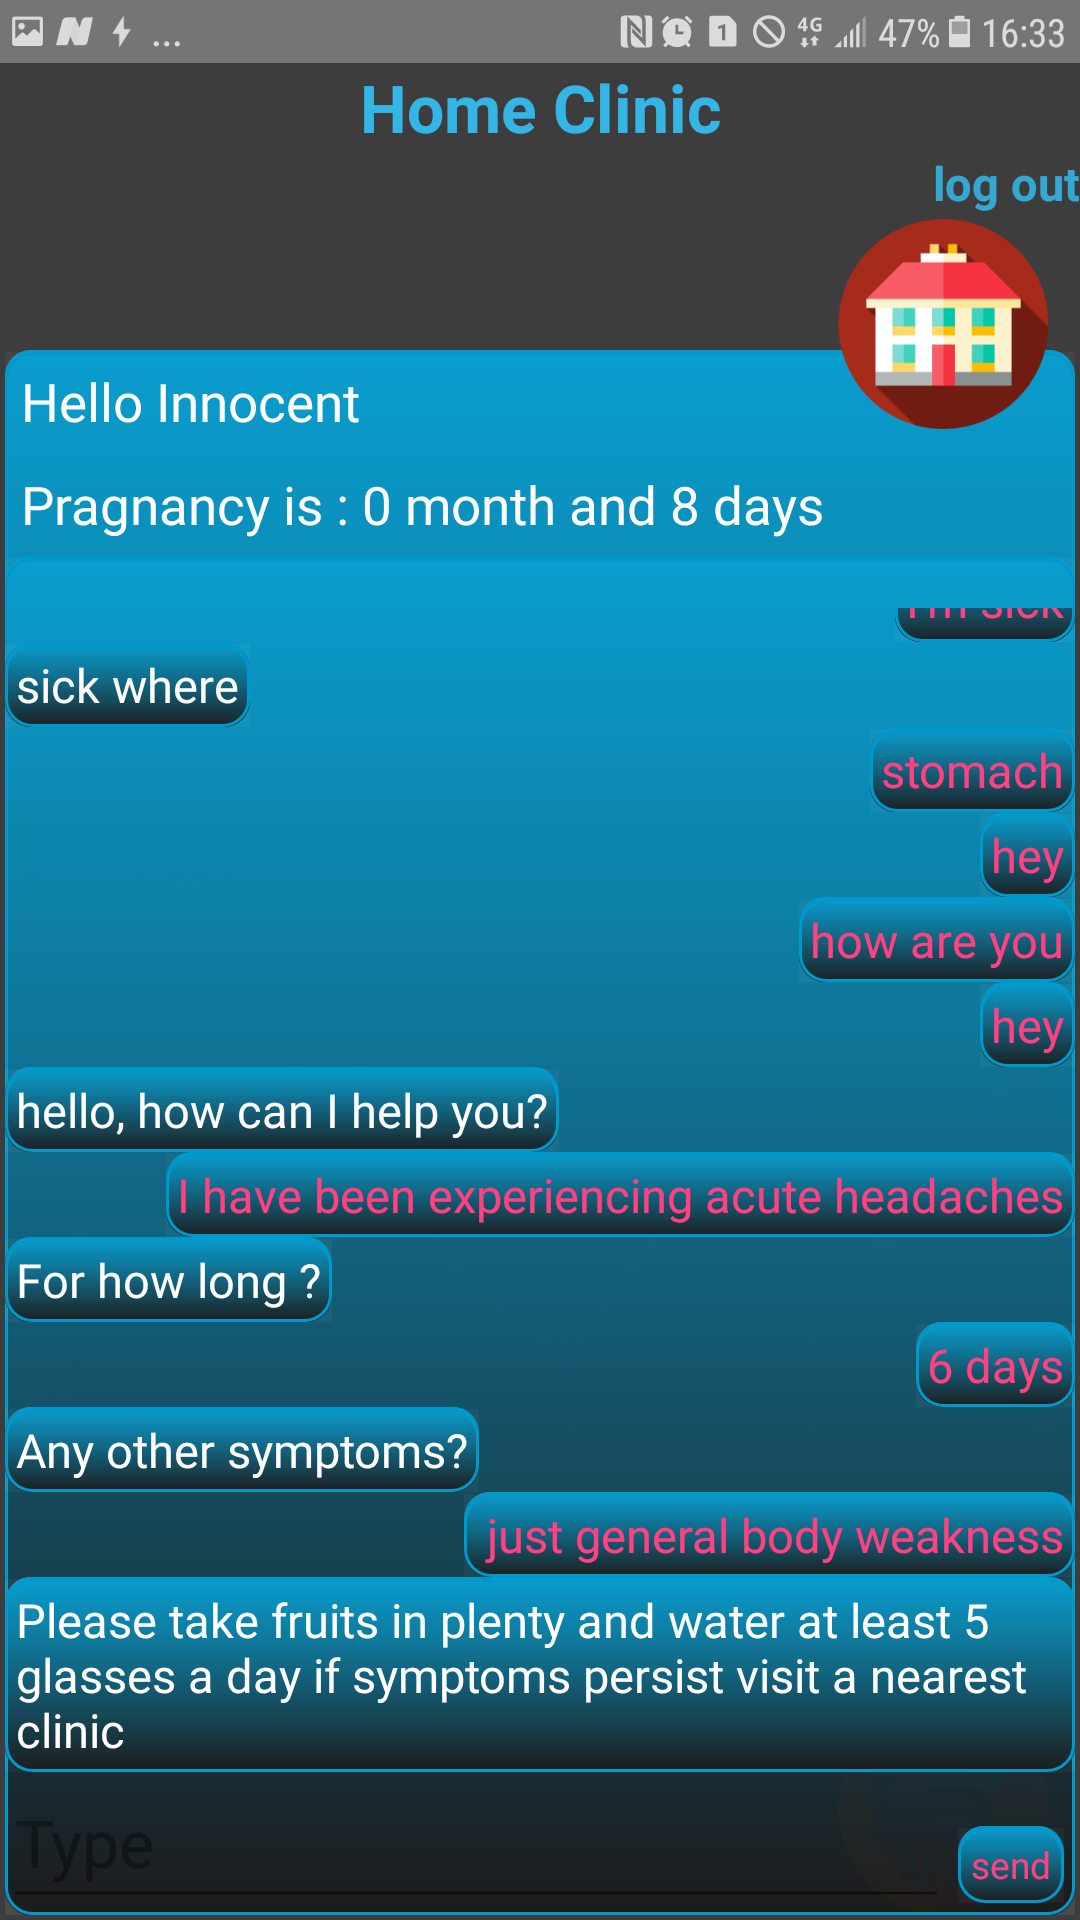 4G 47% 16:33
Home Clinic
log out
Hello Innocent
Pragnancy is : 0 month and 8 days
I'm sick
sick where
stomach
hey
how are you
hey
hello, how can I help you?
I have been experiencing acute headaches
For how long ?
6 days
Any other symptoms?
just general body weakness
Please take fruits in plenty and water at least 5
glasses a day if symptoms persist visit a nearest
clinic
Type
send